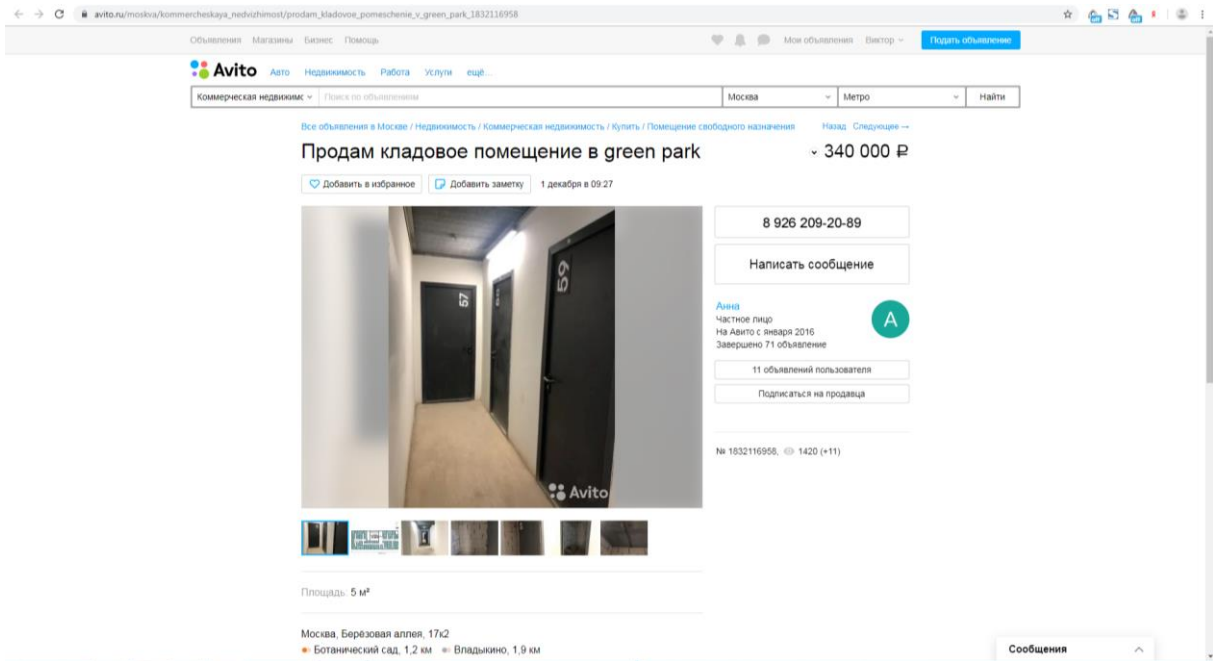 avito.ru/moskva/kommercheskaya_nedvizhimost/prodam_kladovoe_pomeschenie_v_green_park_1832116958
Объявления Магазины Бизнес Помощь Мои объявления Виктор Подать объявление
Avito Авто Недвижимость Работа Услуги ещё...
Коммерческая недвижимс Поиск по объявлениям Москва Метро Найти
Все объявления в Москве / Недвижимость / Коммерческая недвижимость / Купить / Помещение свободного назначения Назад Следующее →
Продам кладовое помещение в green park 340 000 ₽
Добавить в избранное Добавить заметку 1 декабря в 09:27
8 926 209-20-89
Написать сообщение
57
59
Анна
Частное лицо
На Авито с января 2016
Завершено 71 объявление
A
11 объявлений пользователя
Подписаться на продавца
№ 1832116958, 1420 (+11)
Avito
Площадь: 5 м²
Москва, Берёзовая аллея, 17к2
Ботанический сад, 1,2 км Владыкино, 1,9 км
Сообщения